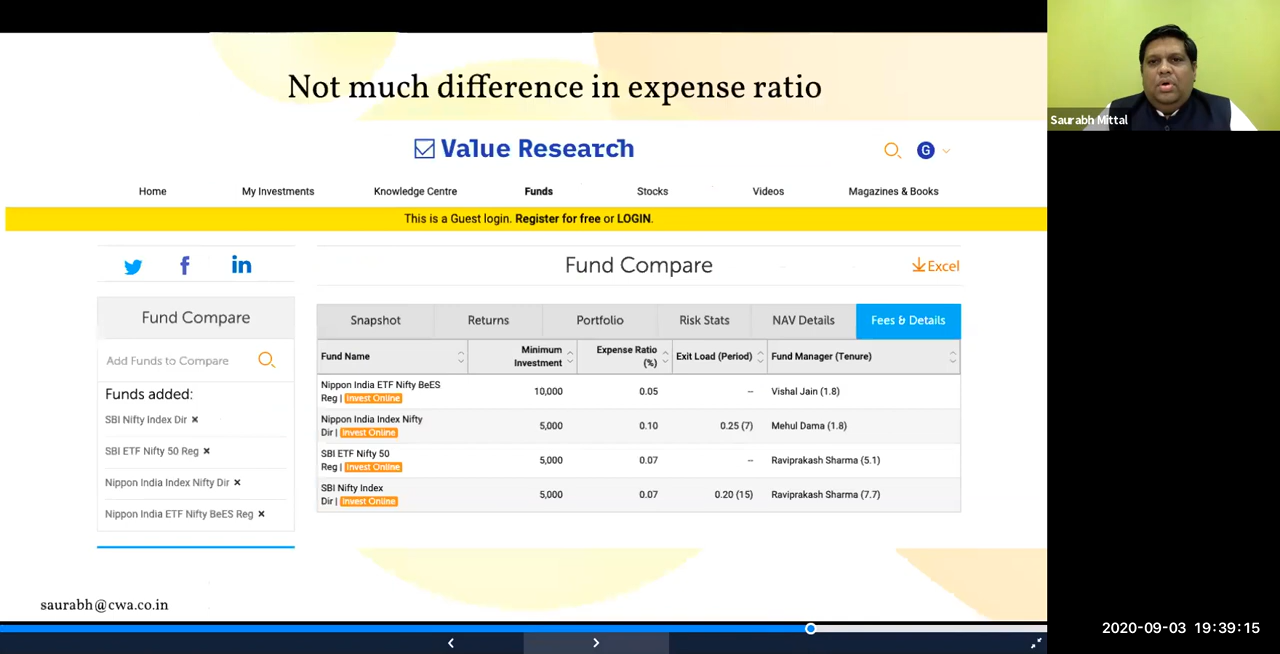 Not much difference in expense ratio
Value Research
G
Home My Investments Knowledge Centre Funds Stocks Videos Magazines & Books
This is a Guest login. Register for free or LOGIN.
Fund Compare
Add Funds to Compare
Funds added:
SBI Nifty Index Dir ×
SBI ETF Nifty 50 Reg ×
Nippon India Index Nifty Dir ×
Nippon India ETF Nifty BeES Reg ×
Fund Compare
Excel
Snapshot Returns Portfolio Risk Stats NAV Details Fees & Details
Fund Name Minimum Investment Expense Ratio (%) Exit Load (Period) Fund Manager (Tenure)
Nippon India ETF Nifty BeES
Reg | Invest Online 10,000 0.05 -- Vishal Jain (1.8)
Nippon India Index Nifty
Dir | Invest Online 5,000 0.10 0.25 (7) Mehul Dama (1.8)
SBI ETF Nifty 50
Reg | Invest Online 5,000 0.07 -- Raviprakash Sharma (5.1)
SBI Nifty Index
Dir | Invest Online 5,000 0.07 0.20 (15) Raviprakash Sharma (7.7)
saurabh@cwa.co.in
Saurabh Mittal
2020-09-03 19:39:15